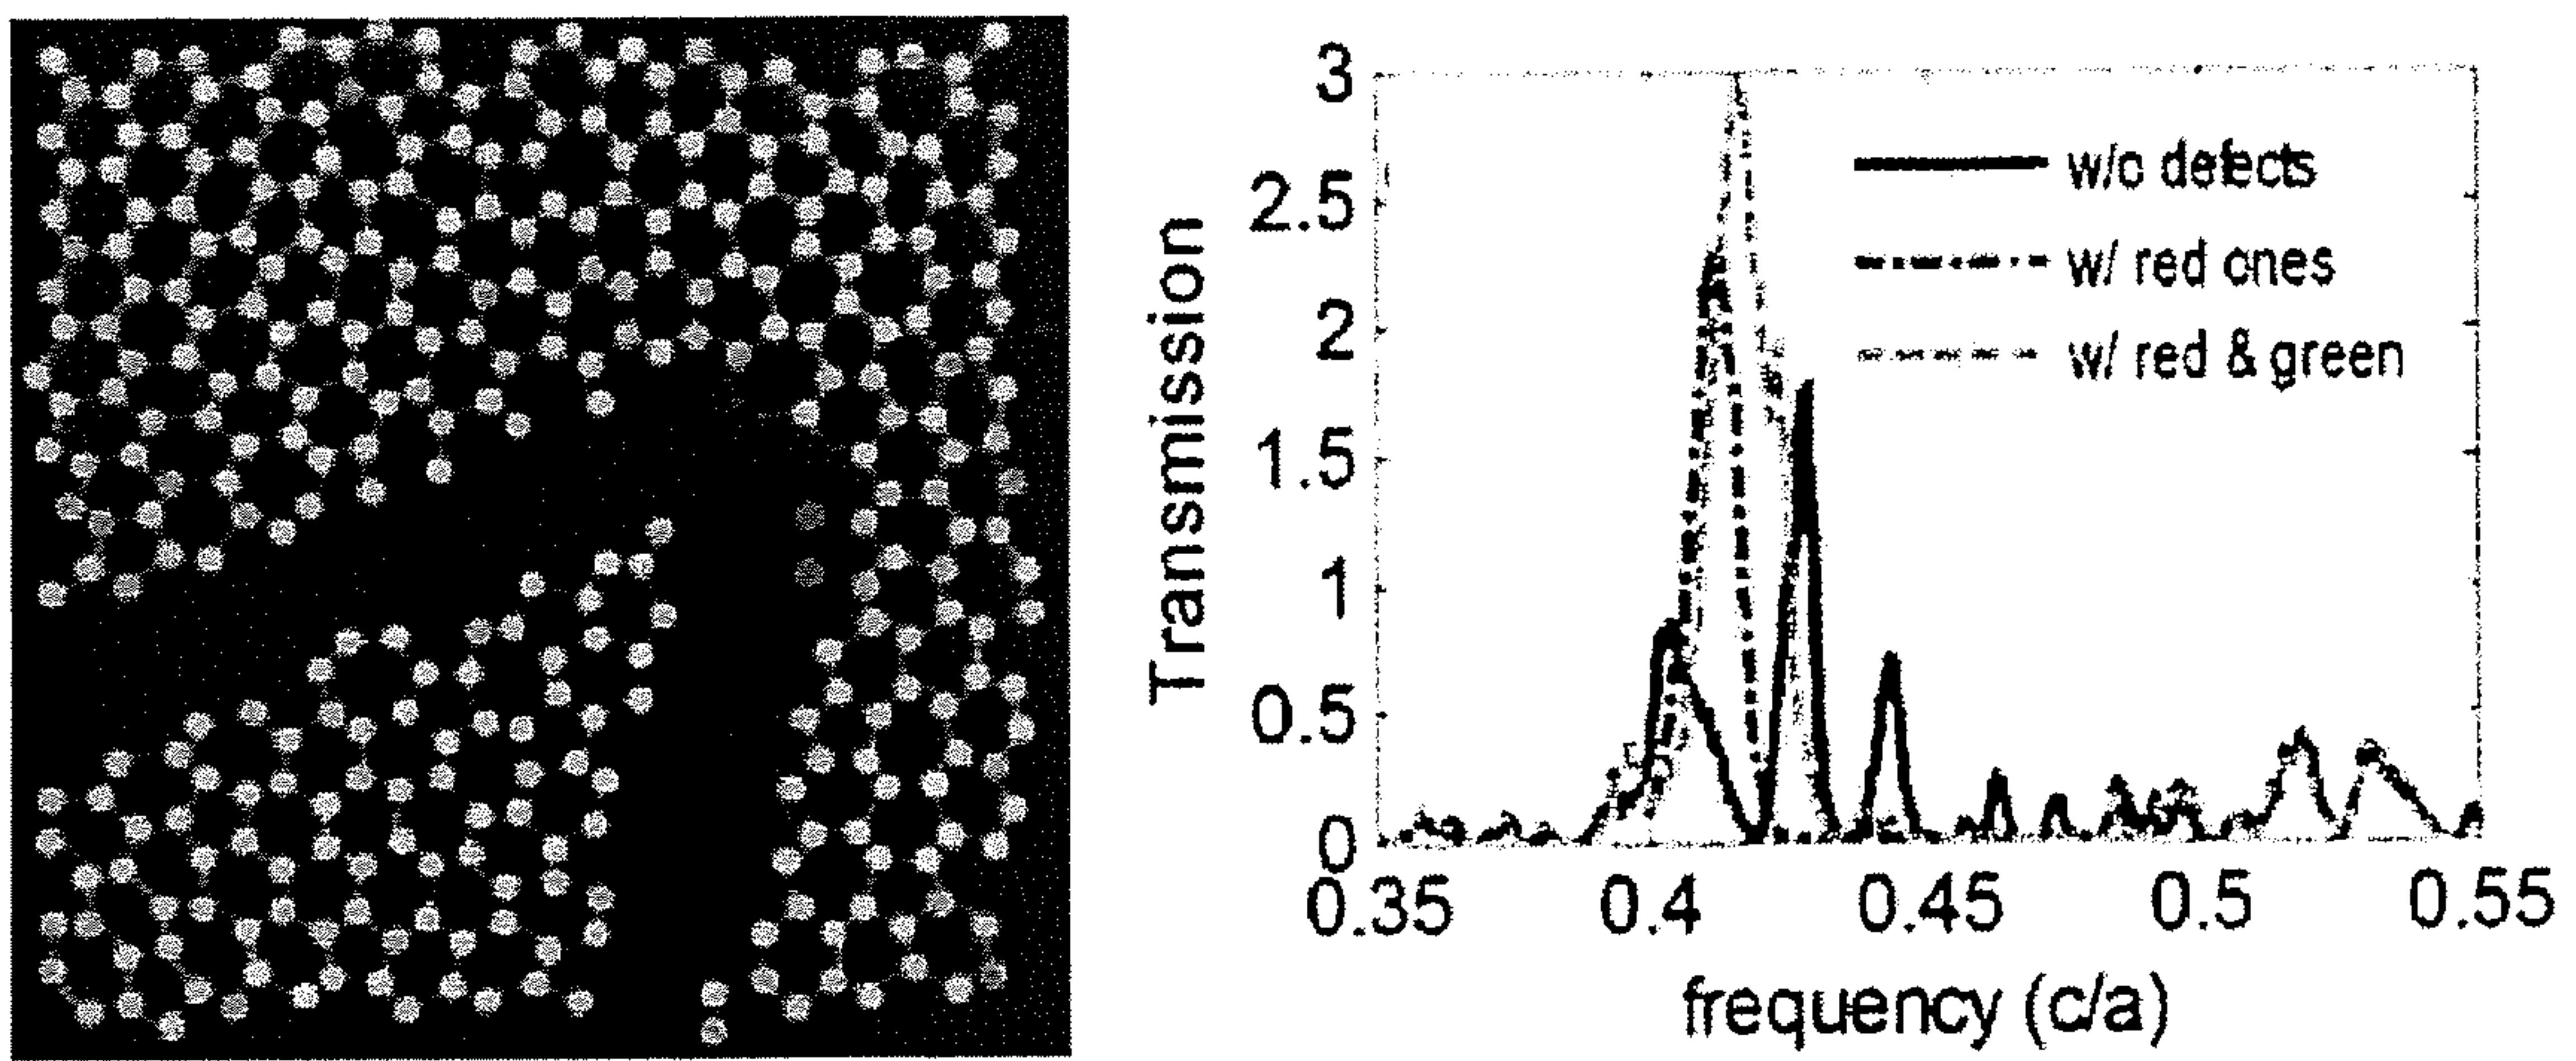 3
2.5
2
1.5
1
0.5
0
Transmission
w/o defects
w/ red ones
w/ red & green
0.35 0.4 0.45 0.5 0.55
frequency (c/a)